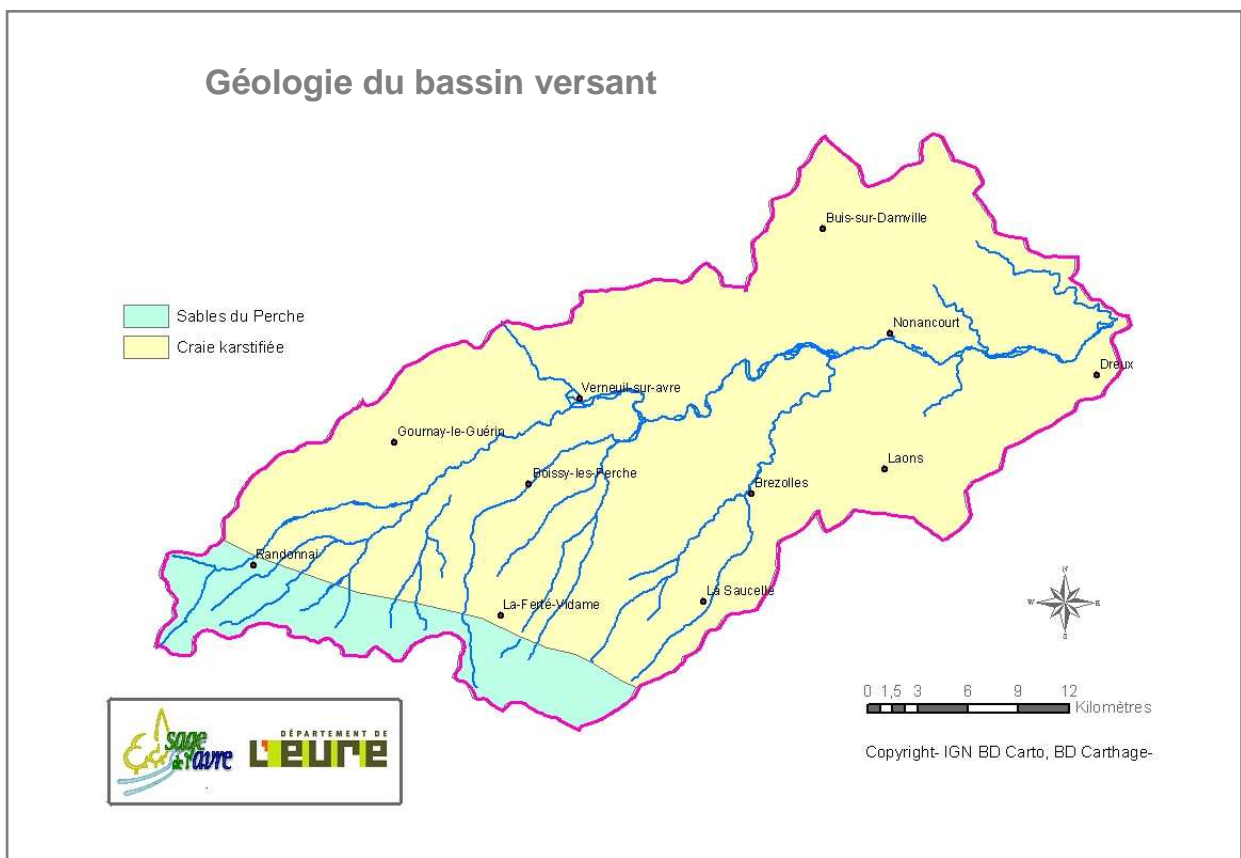 Géologie du bassin versant
Buis-sur-Damville
Sables du Perche
Nonancourt
Craie karstifiée
Dreux
Verneuil-sur-avre
Gournay-le-Guérin
Laons
Boissy-les-Perche
Brezolles
Randonnai
La Saucelle
La-Ferté-Vidame
N
W E
S
0 1,5 3 6 9 12
Kilomètres
sage
de l'avre
DÉPARTEMENT DE
L'EURE
Copyright- IGN BD Carto, BD Carthage-